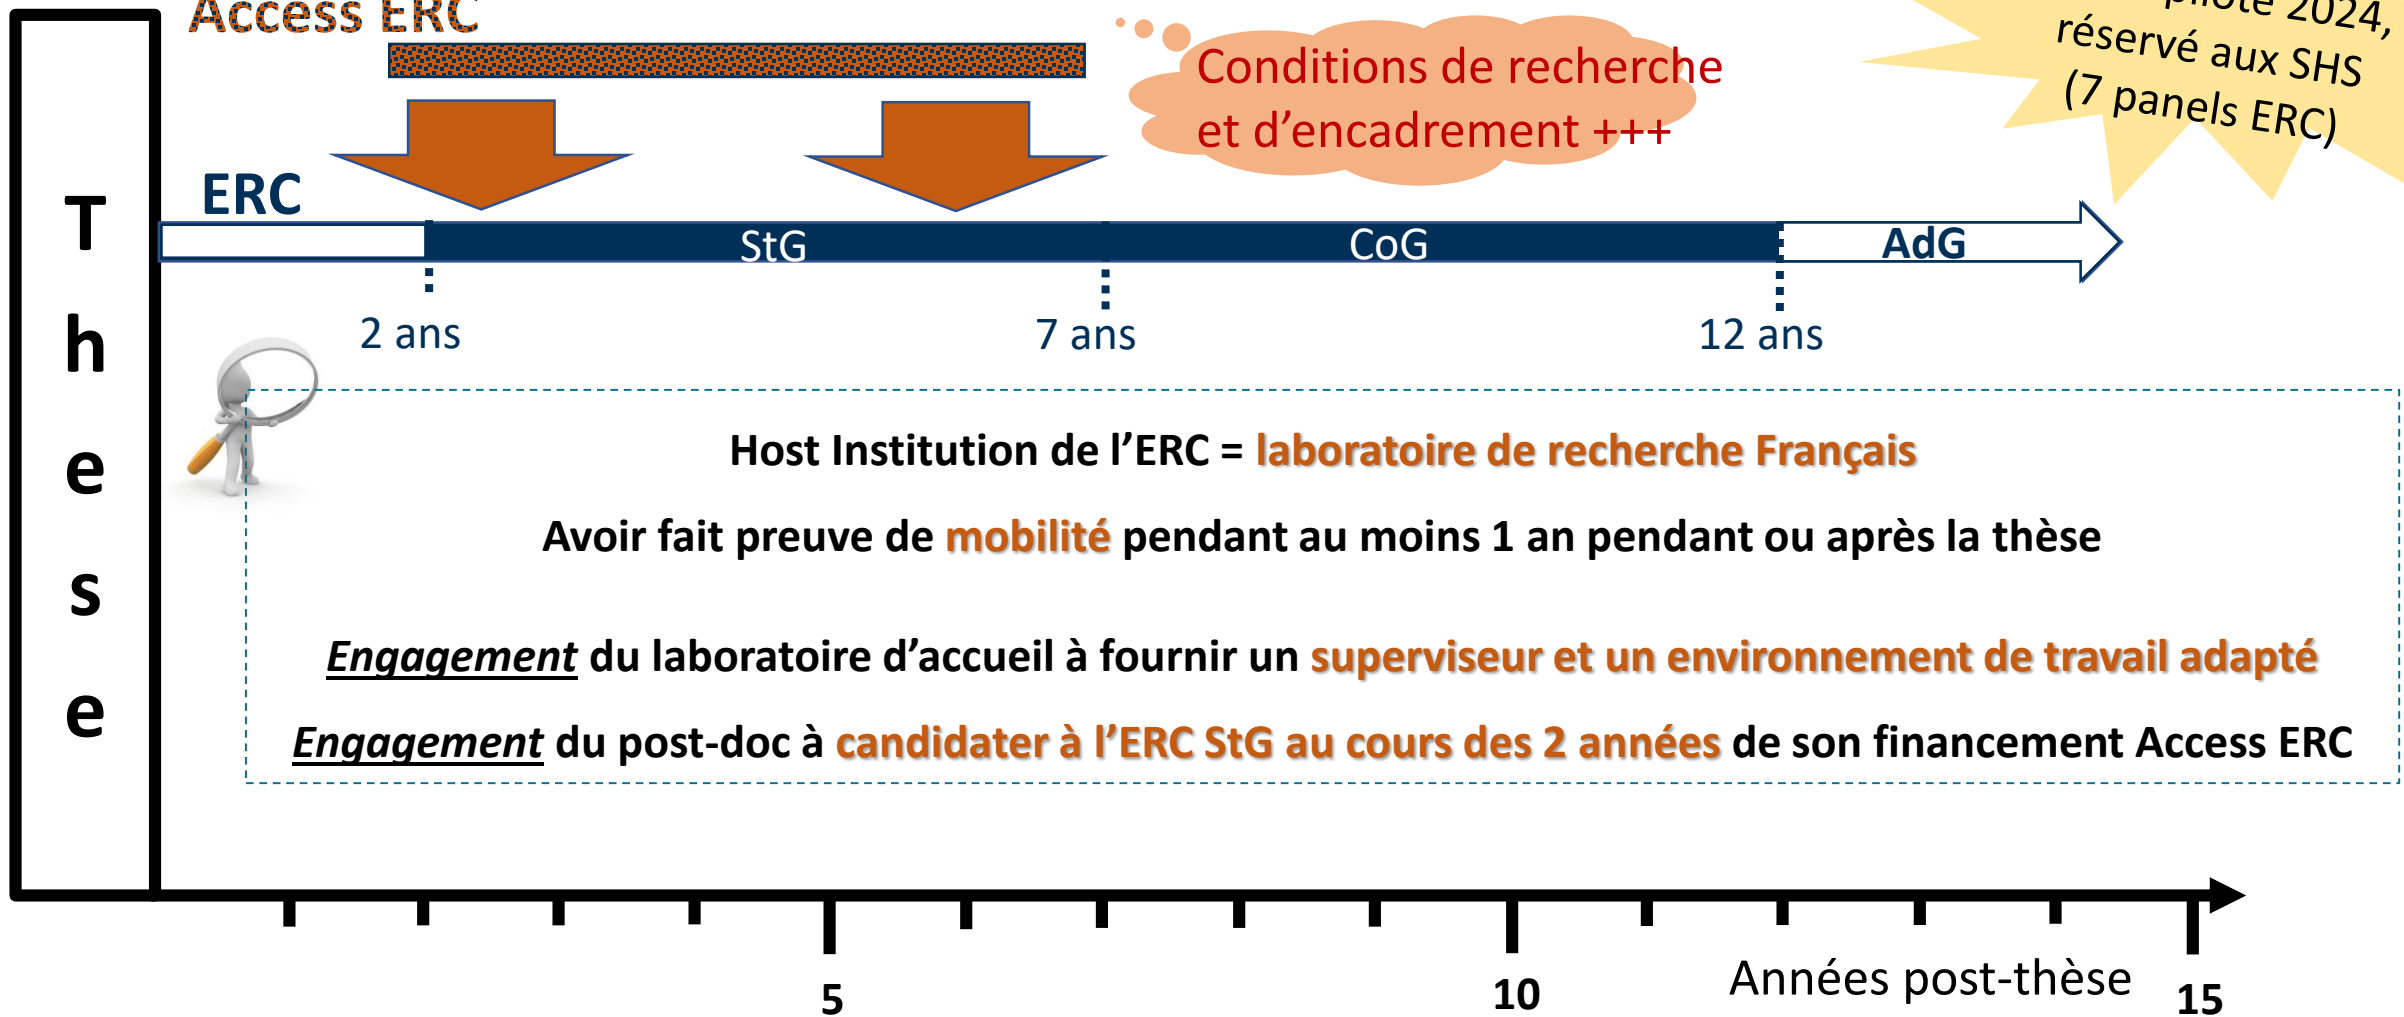 Access ERC
Conditions de recherche
et d’encadrement +++
pilote 2024,
réservé aux SHS
(7 panels ERC)
These
ERC
StG
CoG
AdG
2 ans
7 ans
12 ans
Host Institution de l’ERC = laboratoire de recherche Français
Avoir fait preuve de mobilité pendant au moins 1 an pendant ou après la thèse
Engagement du laboratoire d’accueil à fournir un superviseur et un environnement de travail adapté
Engagement du post-doc à candidater à l’ERC StG au cours des 2 années de son financement Access ERC
5
10
Années post-thèse
15